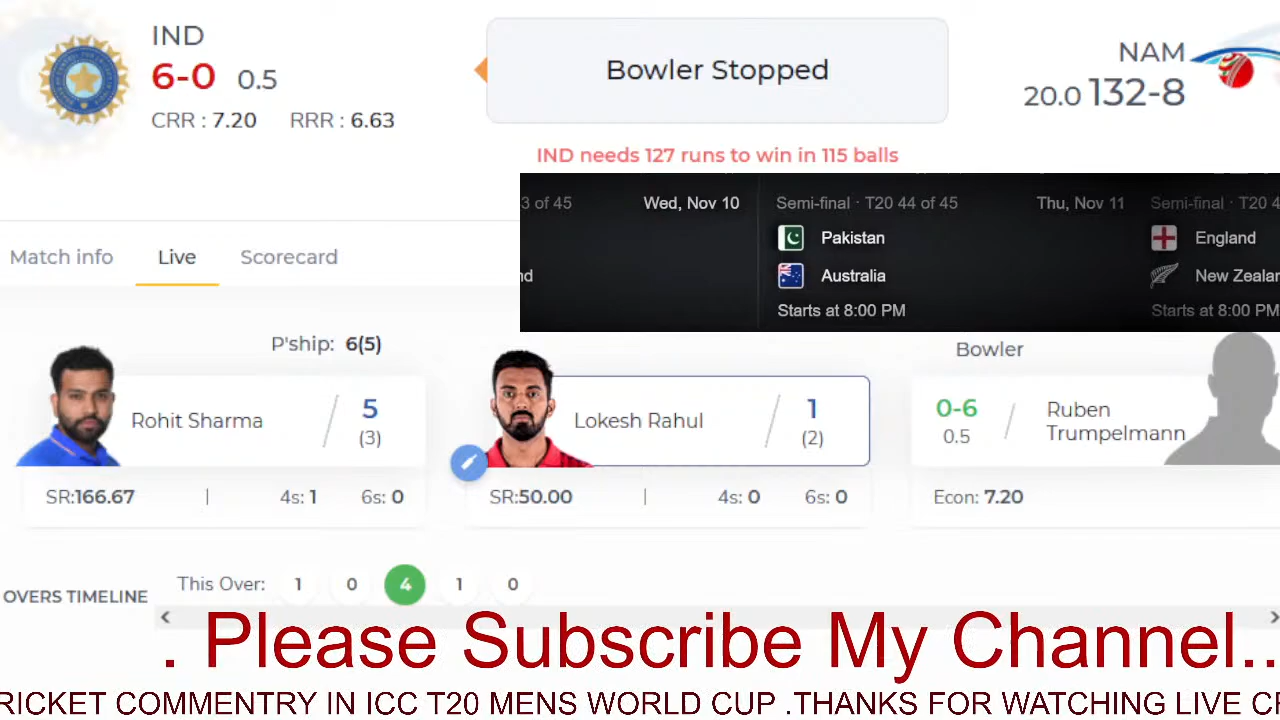 IND
6-0 0.5
CRR : 7.20 RRR : 6.63
Bowler Stopped
NAM
20.0 132-8
IND needs 127 runs to win in 115 balls
3 of 45 Wed, Nov 10
Semi-final · T20 44 of 45 Thu, Nov 11
Pakistan
Australia
Starts at 8:00 PM
Semi-final · T20 4
England
New Zealan
Starts at 8:00 PM
nd
Match info Live Scorecard
P'ship: 6(5)
Rohit Sharma 5
(3)
SR:166.67 | 4s: 1 6s: 0
Lokesh Rahul 1
(2)
SR:50.00 | 4s: 0 6s: 0
Bowler
0-6
0.5
Ruben
Trumpelmann
Econ: 7.20
OVERS TIMELINE
This Over: 1 0 4 1 0
. Please Subscribe My Channel..
RICKET COMMENTRY IN ICC T20 MENS WORLD CUP .THANKS FOR WATCHING LIVE CR